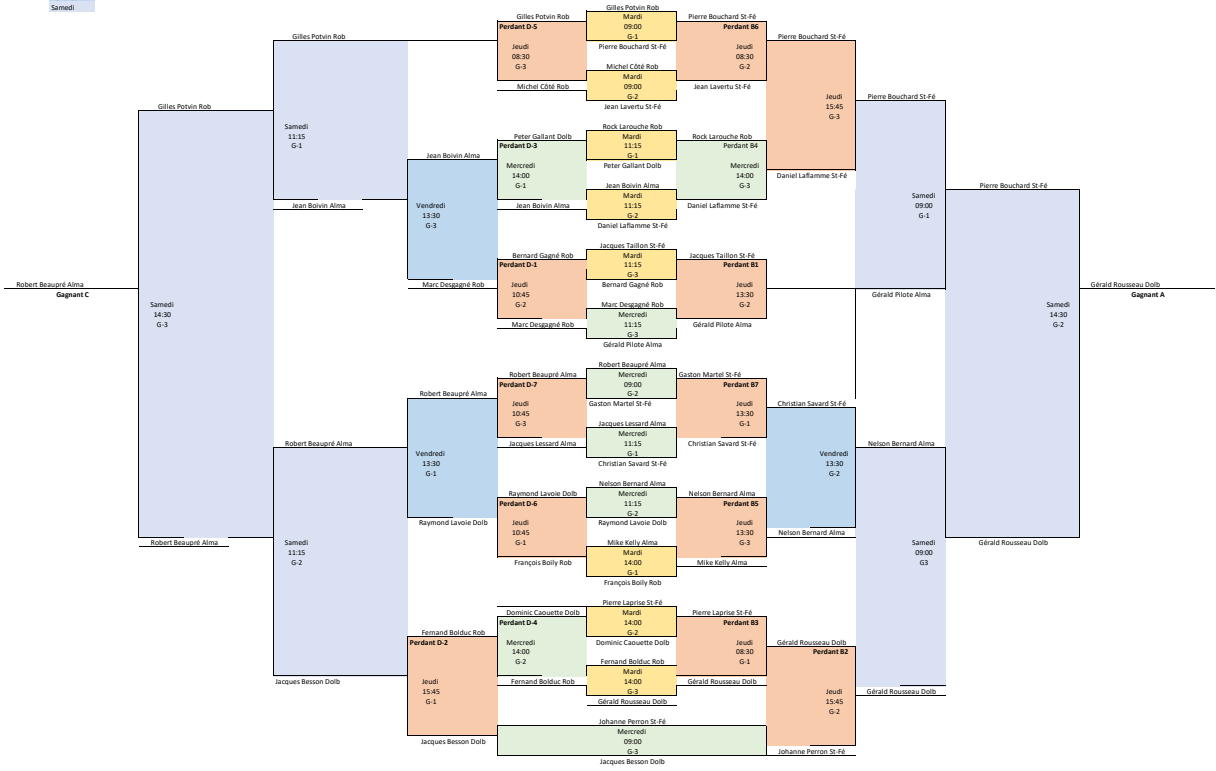 Samedi
Gilles Potvin Rob
Gilles Potvin Rob
Mardi
Pierre Bouchard St-Fé
Perdant D-5
09:00
Perdant B6
G-1
Gilles Potvin Rob
Pierre Bouchard St-Fé
Jeudi
Pierre Bouchard St-Fé
Jeudi
08:30
08:30
G-3
Michel Côté Rob
G-2
Mardi
Michel Côté Rob
09:00
Jean Lavertu St-Fé
G-2
Jeudi
Pierre Bouchard St-Fé
Gilles Potvin Rob
Jean Lavertu St-Fé
15:45
G-3
Samedi
Rock Larouche Rob
11:15
Peter Gallant Dolb
Mardi
Rock Larouche Rob
G-1
Perdant D-3
11:15
Perdant B4
Jean Boivin Alma
G-1
Mercredi
Peter Gallant Dolb
Mercredi
14:00
14:00
Daniel Laflamme St-Fé
G-1
Jean Boivin Alma
G-3
Pierre Bouchard St-Fé
Mardi
Samedi
Jean Boivin Alma
Vendredi
Jean Boivin Alma
11:15
Daniel Laflamme St-Fé
09:00
13:30
G-2
G-1
G-3
Daniel Laflamme St-Fé
Jacques Taillon St-Fé
Bernard Gagné Rob
Mardi
Jacques Taillon St-Fé
Perdant D-1
11:15
Perdant B1
G-3
Robert Beaupré Alma
Marc Desgagné Rob
Jeudi
Bernard Gagné Rob
Jeudi
Gérald Rousseau Dolb
Gagnant C
10:45
13:30
Gérald Pilote Alma
Gagnant A
Samedi
G-2
Marc Desgagné Rob
G-2
Samedi
14:30
Mercredi
14:30
G-3
Marc Desgagné Rob
11:15
Gérald Pilote Alma
G-2
G-3
Gérald Pilote Alma
Robert Beaupré Alma
Robert Beaupré Alma
Mercredi
Gaston Martel St-Fé
Perdant D-7
09:00
Perdant B7
Robert Beaupré Alma
G-2
Jeudi
Gaston Martel St-Fé
Jeudi
Christian Savard St-Fé
10:45
13:30
G-3
Jacques Lessard Alma
G-1
Mercredi
Robert Beaupré Alma
Jacques Lessard Alma
11:15
Christian Savard St-Fé
Nelson Bernard Alma
Vendredi
G-1
Vendredi
13:30
Christian Savard St-Fé
13:30
G-1
G-2
Nelson Bernard Alma
Raymond Lavoie Dolb
Mercredi
Nelson Bernard Alma
Perdant D-6
11:15
Perdant B5
G-2
Raymond Lavoie Dolb
Jeudi
Raymond Lavoie Dolb
Jeudi
10:45
13:30
Nelson Bernard Alma
Robert Beaupré Alma
Samedi
G-1
Mike Kelly Alma
G-3
Samedi
Gérald Rousseau Dolb
11:15
Mardi
09:00
G-2
François Boily Rob
14:00
Mike Kelly Alma
G3
G-1
François Boily Rob
Pierre Laprise St-Fé
Dominic Caouette Dolb
Mardi
Pierre Laprise St-Fé
Perdant D-4
14:00
Perdant B3
Fernand Bolduc Rob
G-2
Perdant D-2
Mercredi
Dominic Caouette Dolb
Jeudi
Gérald Rousseau Dolb
14:00
08:30
Perdant B2
G-2
Fernand Bolduc Rob
G-1
Mardi
Jacques Besson Dolb
Jeudi
Fernand Bolduc Rob
14:00
Gérald Rousseau Dolb
Jeudi
15:45
G-3
15:45
Gérald Rousseau Dolb
G-1
Gérald Rousseau Dolb
G-2
Johanne Perron St-Fé
Mercredi
Jacques Besson Dolb
09:00
G-3
Johanne Perron St-Fé
Jacques Besson Dolb